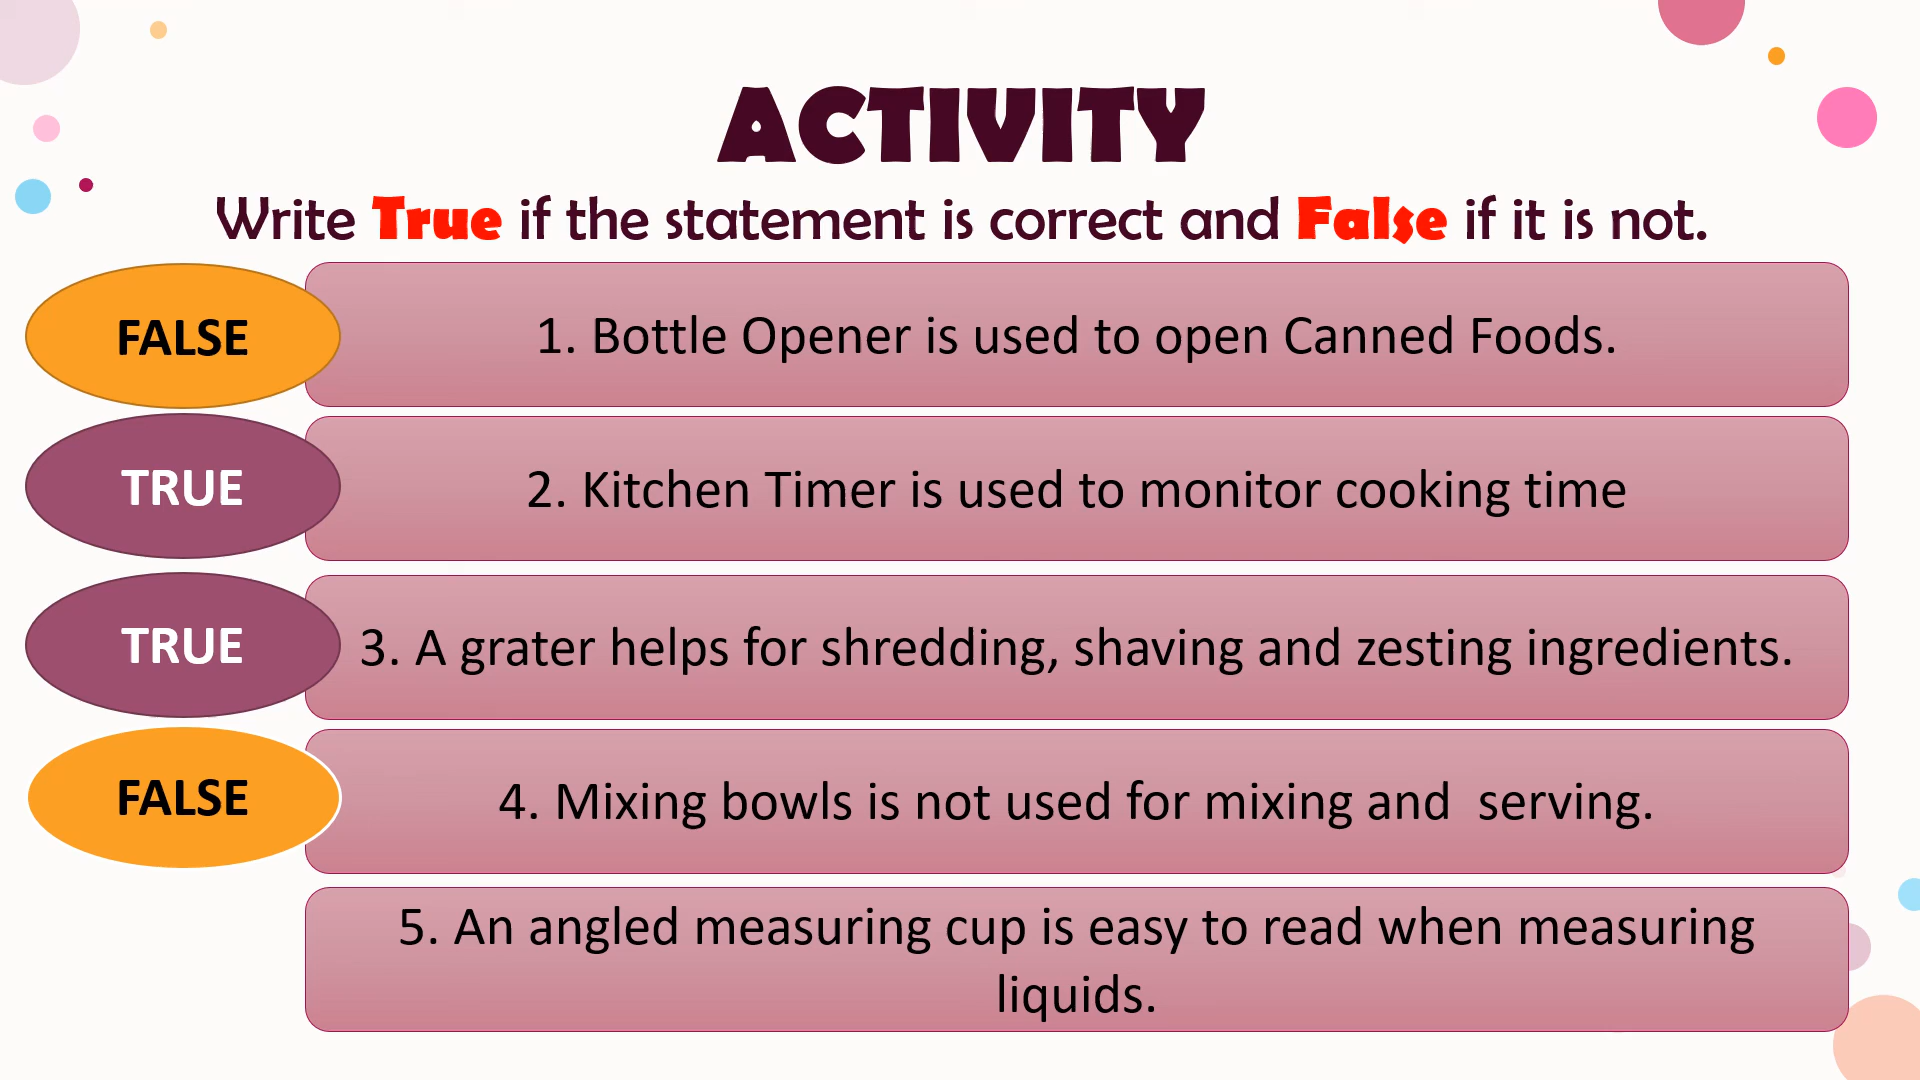 ACTIVITY
Write True if the statement is correct and False if it is not.
FALSE
1. Bottle Opener is used to open Canned Foods.
TRUE
2. Kitchen Timer is used to monitor cooking time
TRUE
3. A grater helps for shredding, shaving and zesting ingredients.
FALSE
4. Mixing bowls is not used for mixing and  serving.
5. An angled measuring cup is easy to read when measuring
liquids.